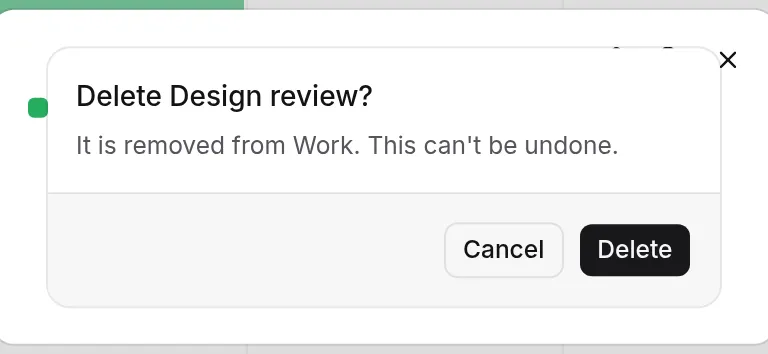 Delete Design review?
It is removed from Work. This can't be undone.
Cancel
Delete